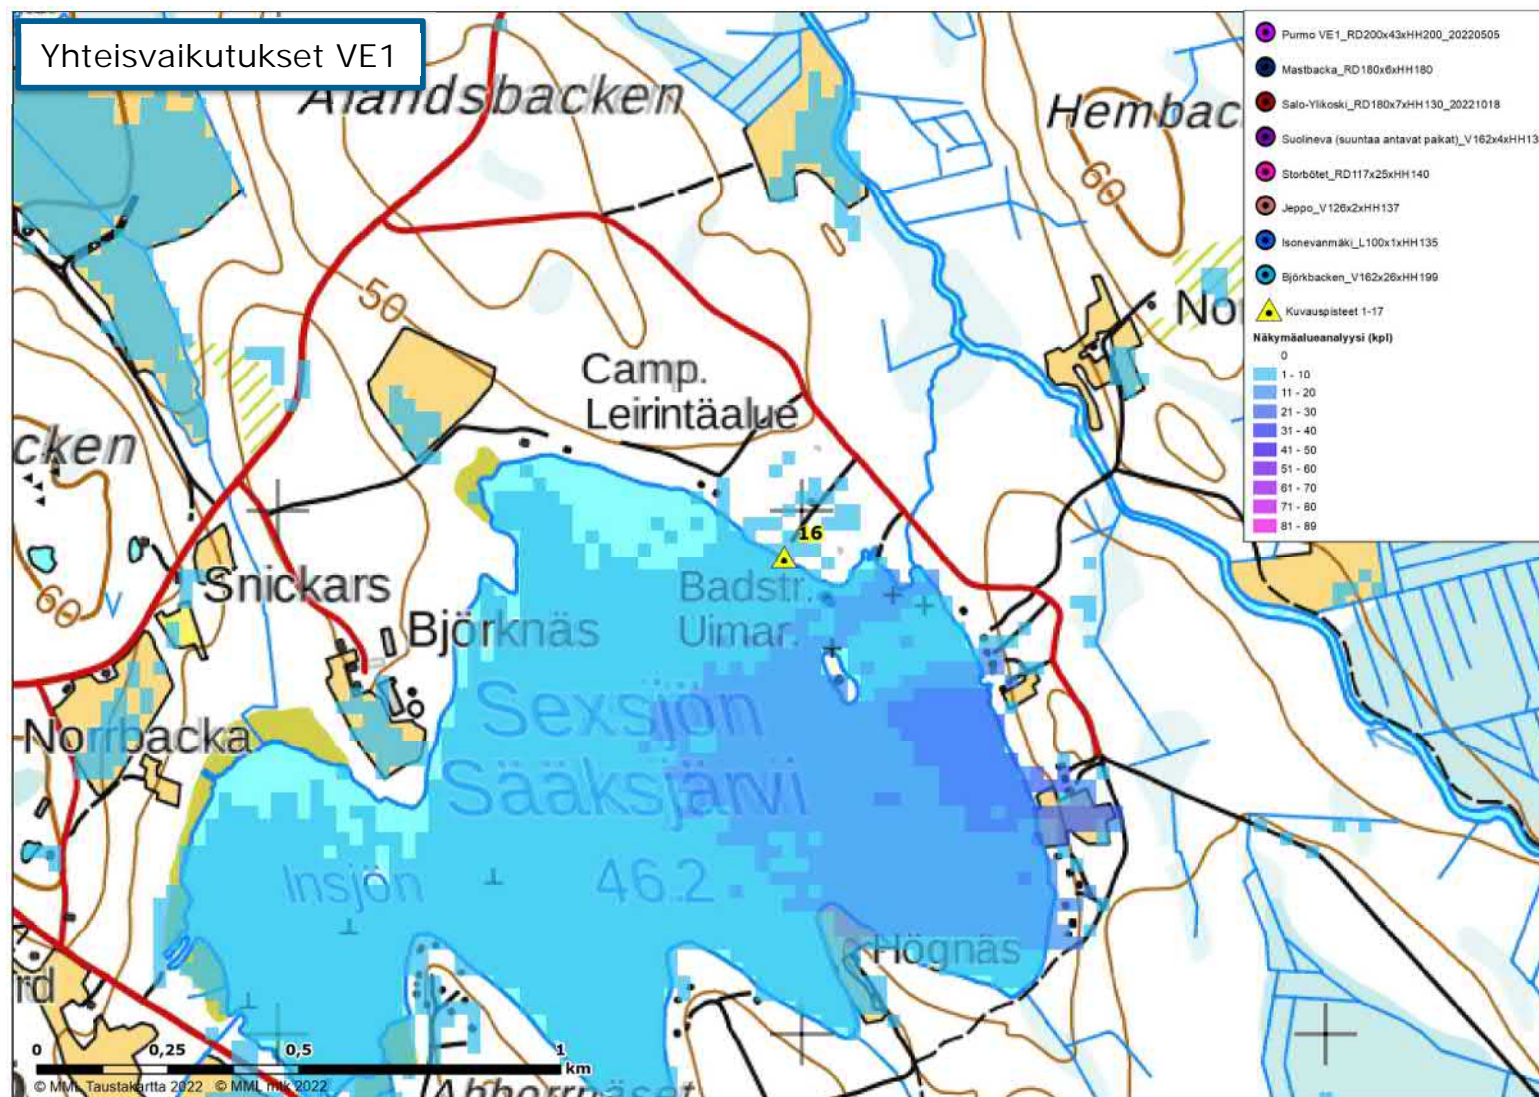 Yhteisvaikutukset VE1
Ålandsbacken
Hembac
60
50
Camp.
Leirintäalue
cken
60
Snickars
Björknäs
Norrbacka
16
Badstr.
Uimar.
Sexsjön
Sääksjärvi
Insjön
46.2
Högnäs
rd
Abborrnäset
0 0,25 0,5 1
km
© MML Taustakartta 2022 © MML mtk 2022
Purmo VE1_RD200x43xHH200_20220505
Mastbacka_RD180x6xHH180
Salo-Ylikoski_RD180x7xHH130_20221018
Suolineva (suuntaa antavat paikat)_V162x4xHH13
Storbötet_RD117x25xHH140
Jeppo_V126x2xHH137
Isonevanmäki_L100x1xHH135
Björkbacken_V162x26xHH199
Kuvauspisteet 1-17
Näkymäalueanalyysi (kpl)
0
1 - 10
11 - 20
21 - 30
31 - 40
41 - 50
51 - 60
61 - 70
71 - 80
81 - 89